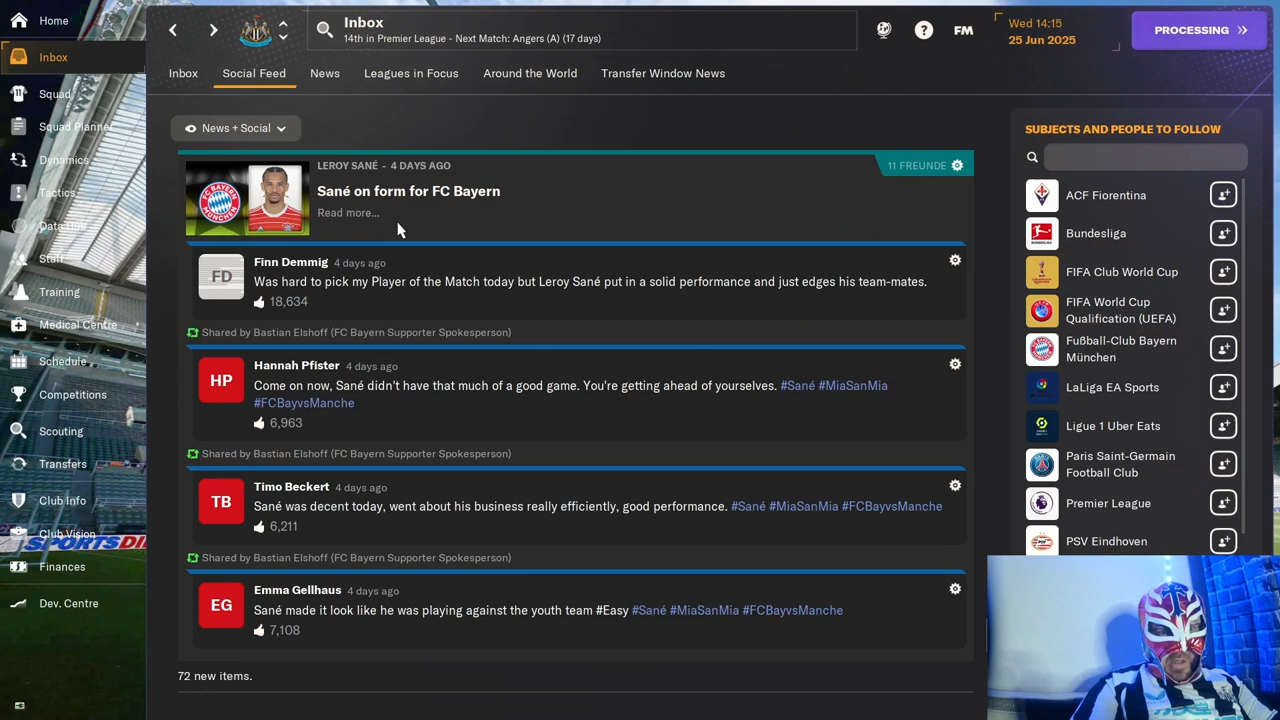 Home
Inbox
Squad
Squad Planner
Dynamics
Tactics
Data Hub
Staff
Training
Medical Centre
Schedule
Competitions
Scouting
Transfers
Club Info
Club Vision
Finances
Dev. Centre
Inbox
14th in Premier League - Next Match: Angers (A) (17 days)
FM
Wed 14:15
25 Jun 2025
PROCESSING
Inbox Social Feed News Leagues in Focus Around the World Transfer Window News
News + Social
LEROY SANÉ - 4 DAYS AGO
11 FREUNDE
Sané on form for FC Bayern
Read more...
FD
Finn Demmig 4 days ago
Was hard to pick my Player of the Match today but Leroy Sané put in a solid performance and just edges his team-mates.
18,634
Shared by Bastian Elshoff (FC Bayern Supporter Spokesperson)
HP
Hannah Pfister 4 days ago
Come on now, Sané didn't have that much of a good game. You're getting ahead of yourselves. #Sané #MiaSanMia
#FCBayvsManche
6,963
Shared by Bastian Elshoff (FC Bayern Supporter Spokesperson)
TB
Timo Beckert 4 days ago
Sané was decent today, went about his business really efficiently, good performance. #Sané #MiaSanMia #FCBayvsManche
6,211
Shared by Bastian Elshoff (FC Bayern Supporter Spokesperson)
EG
Emma Gellhaus 4 days ago
Sané made it look like he was playing against the youth team #Easy #Sané #MiaSanMia #FCBayvsManche
7,108
72 new items.
SUBJECTS AND PEOPLE TO FOLLOW
ACF Fiorentina
Bundesliga
FIFA Club World Cup
FIFA World Cup
Qualification (UEFA)
Fußball-Club Bayern
München
LaLiga EA Sports
Ligue 1 Uber Eats
Paris Saint-Germain
Football Club
Premier League
PSV Eindhoven